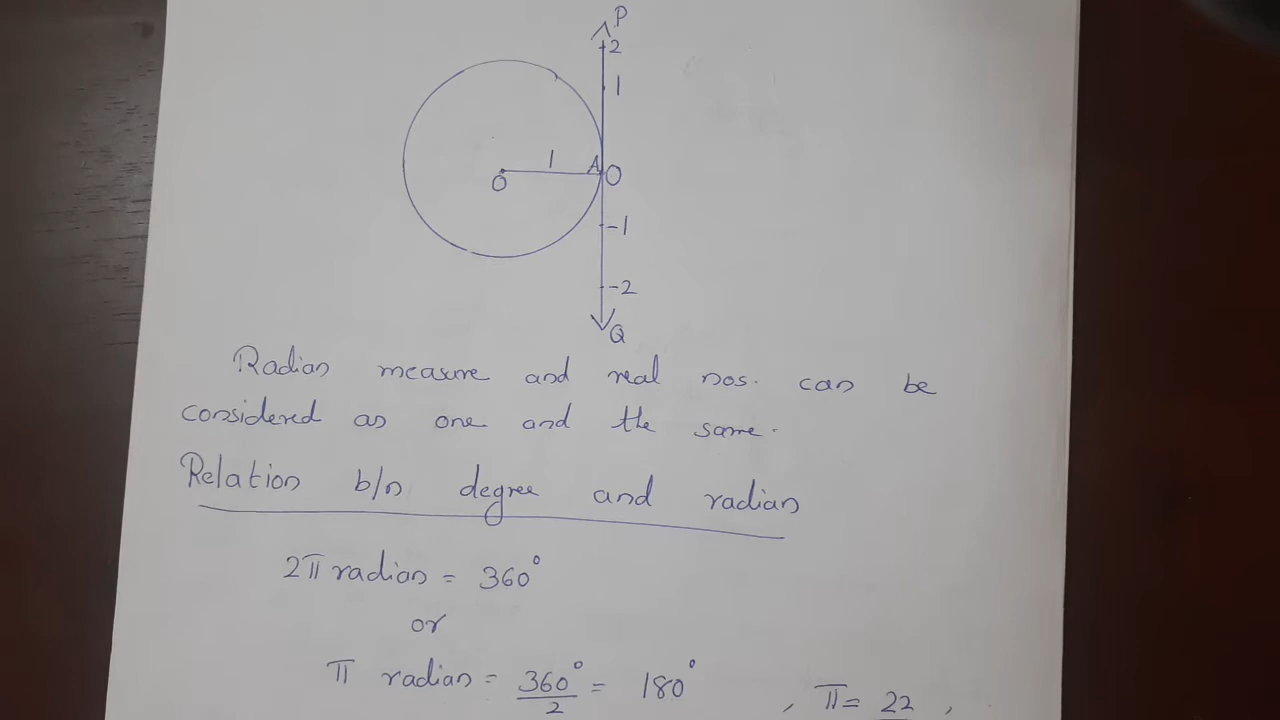 P
2
1
1
A
O
O
-1
-2
Q
Radian measure and real nos. can be
considered as one and the same.
Relation b/n degree and radian
2π radian = 360°
or
π radian = 360°/2 = 180° , π = 22 ,